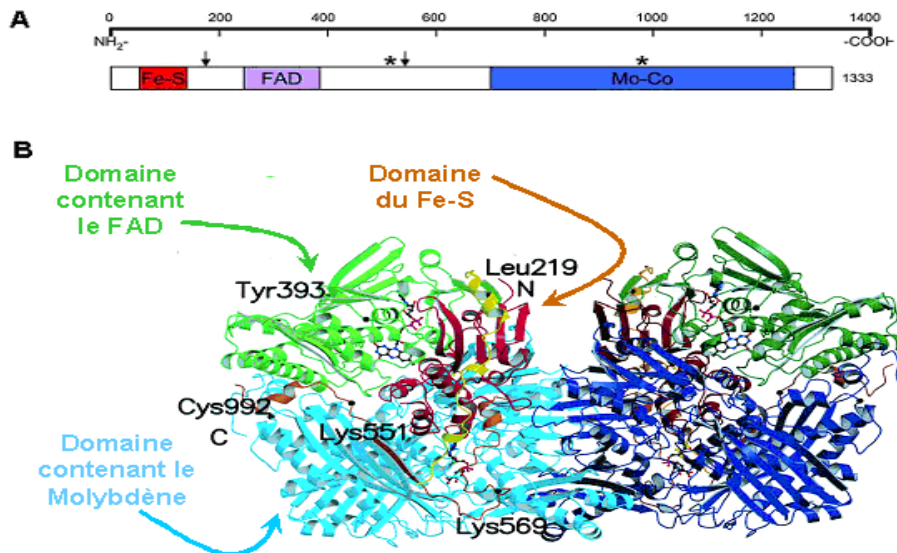 A
0 200 400 600 800 1000 1200 1400
NH₂- -COOH
* *
Fe-S FAD Mo-Co 1333
B
Domaine
contenant
le FAD
Domaine
du Fe-S
Leu219
N
Tyr393
Cys992
C
Lys551
Domaine
contenant le
Molybdène
Lys569